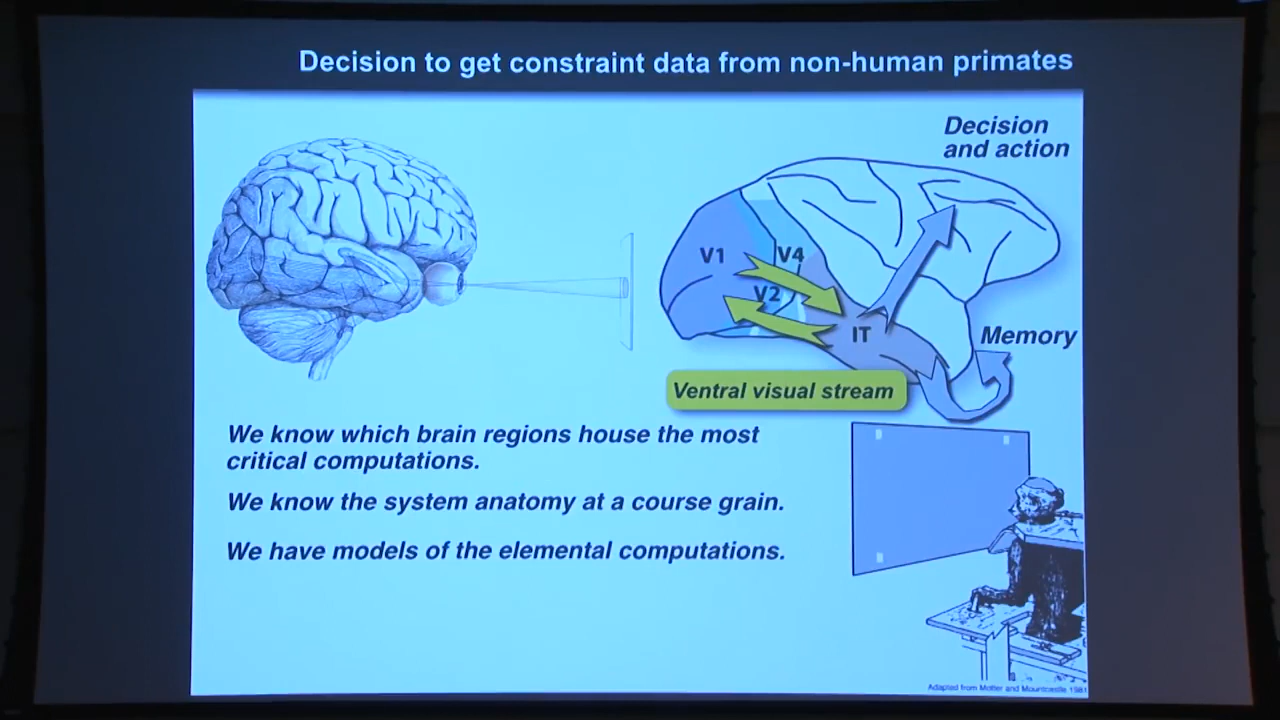 Decision to get constraint data from non-human primates
Decision
and action
V1
V4
V2
IT
Memory
Ventral visual stream
We know which brain regions house the most
critical computations.
We know the system anatomy at a course grain.
We have models of the elemental computations.
Adapted from Motter and Mountcastle 1981